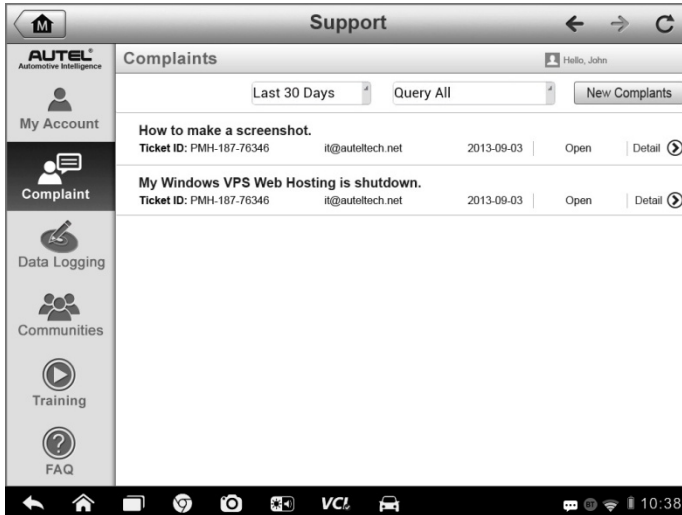 M
Support
AUTEL®
Automotive Intelligence
Complaints
Hello, John
Last 30 Days
Query All
New Complants
My Account
How to make a screenshot.
Ticket ID: PMH-187-76346 it@auteltech.net 2013-09-03 Open Detail
Complaint
My Windows VPS Web Hosting is shutdown.
Ticket ID: PMH-187-76346 it@auteltech.net 2013-09-03 Open Detail
Data Logging
Communities
Training
?
FAQ
VCI
10:38